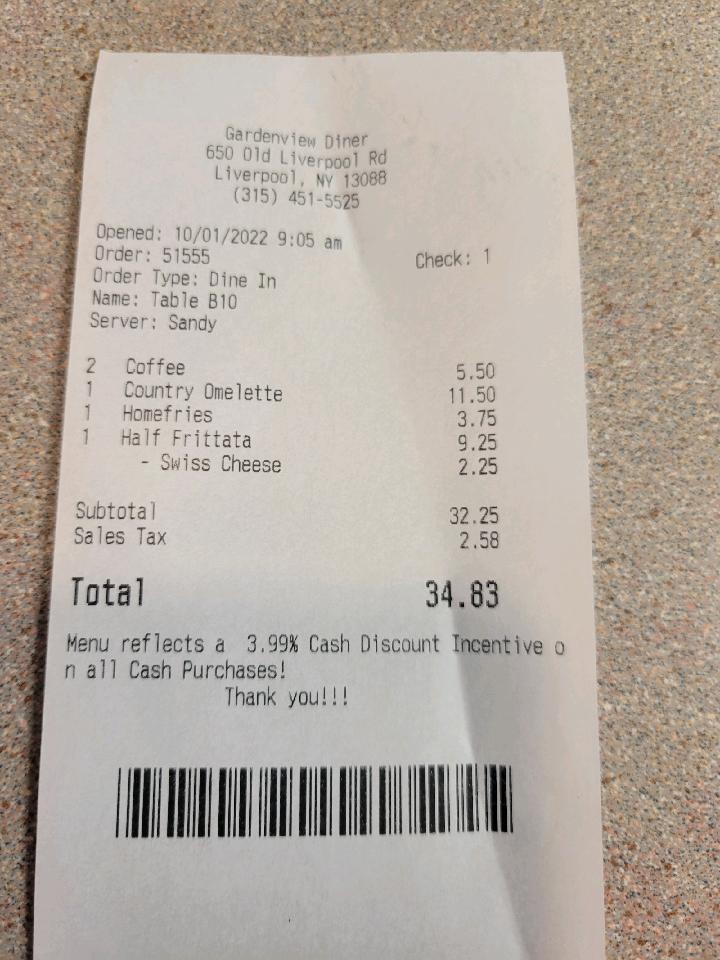 Gardenview Diner
650 Old Liverpool Rd
Liverpool, NY 13088
(315) 451-5525
Opened: 10/01/2022 9:05 am
Order: 51555 Check: 1
Order Type: Dine In
Name: Table B10
Server: Sandy
2 Coffee 5.50
1 Country Omelette 11.50
1 Homefries 3.75
1 Half Frittata 9.25
- Swiss Cheese 2.25
Subtotal 32.25
Sales Tax 2.58
Total 34.83
Menu reflects a 3.99% Cash Discount Incentive o
n all Cash Purchases!
Thank you!!!